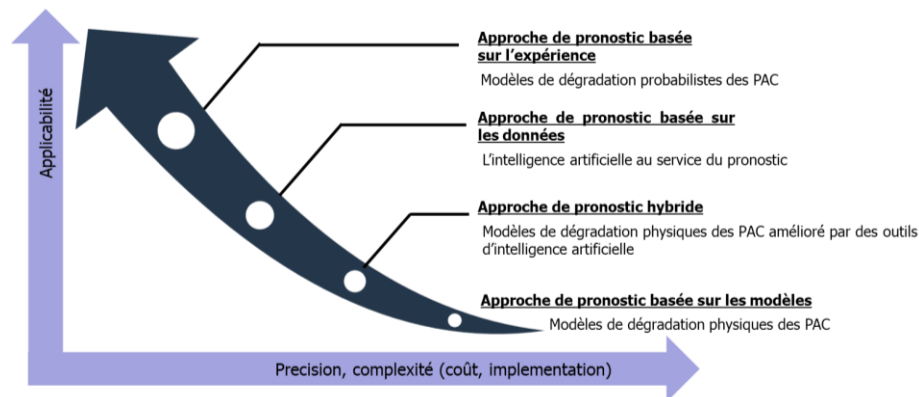 Applicabilité
Approche de pronostic basée
sur l'expérience
Modèles de dégradation probabilistes des PAC
Approche de pronostic basée sur
les données
L'intelligence artificielle au service du pronostic
Approche de pronostic hybride
Modèles de dégradation physiques des PAC amélioré par des outils
d'intelligence artificielle
Approche de pronostic basée sur les modèles
Modèles de dégradation physiques des PAC
Precision, complexité (coût, implementation)